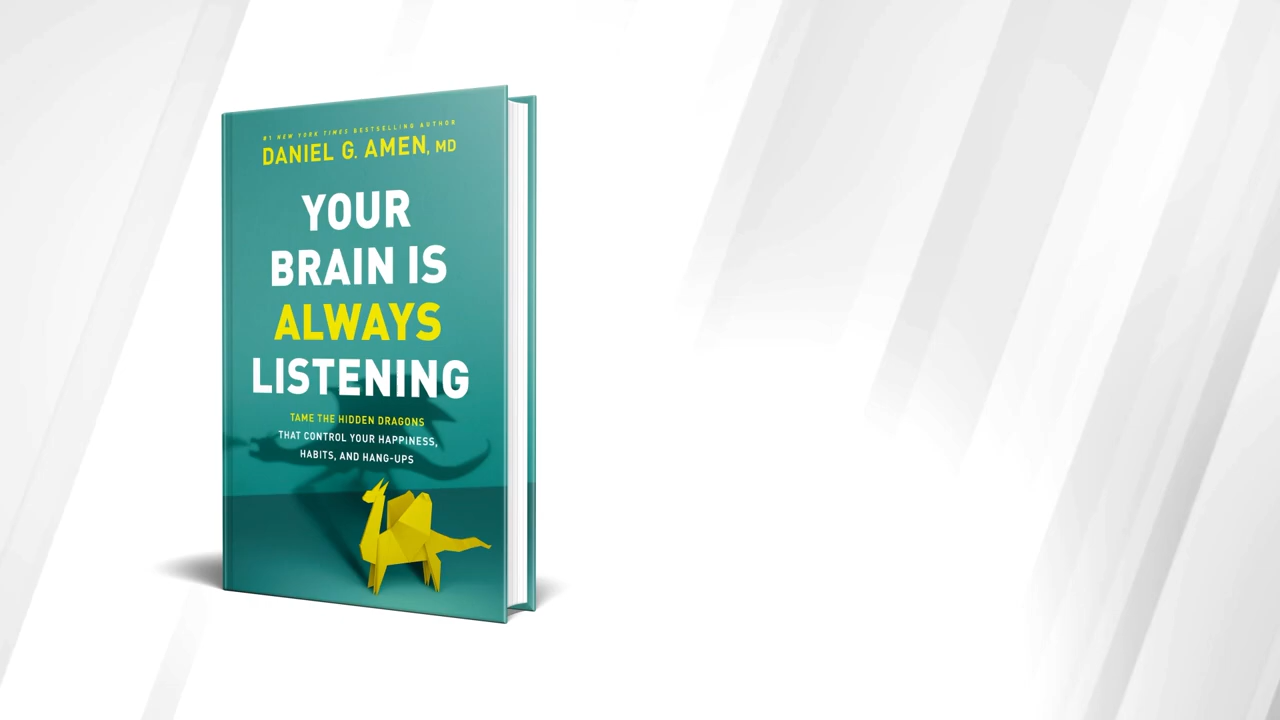 #1 NEW YORK TIMES BESTSELLING AUTHOR
DANIEL G. AMEN, MD
YOUR
BRAIN IS
ALWAYS
LISTENING
TAME THE HIDDEN DRAGONS
THAT CONTROL YOUR HAPPINESS,
HABITS, AND HANG-UPS